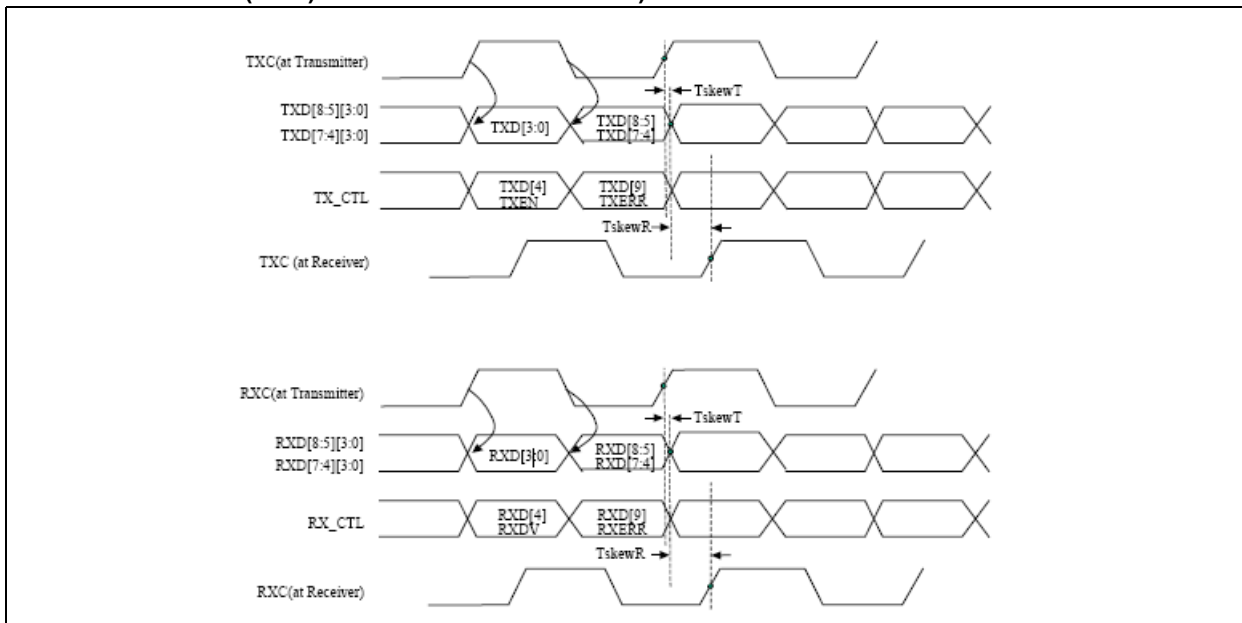 TXC(at Transmitter)
TskewT
TXD[8:5][3:0]
TXD[7:4][3:0]
TXD[3:0]
TXD[8:5]
TXD[7:4]
TX_CTL
TXD[4]
TXEN
TXD[9]
TXERR
TskewR
TXC (at Receiver)
RXC(at Transmitter)
TskewT
RXD[8:5][3:0]
RXD[7:4][3:0]
RXD[3:0]
RXD[8:5]
RXD[7:4]
RX_CTL
RXD[4]
RXDV
RXD[9]
RXERR
TskewR
RXC(at Receiver)